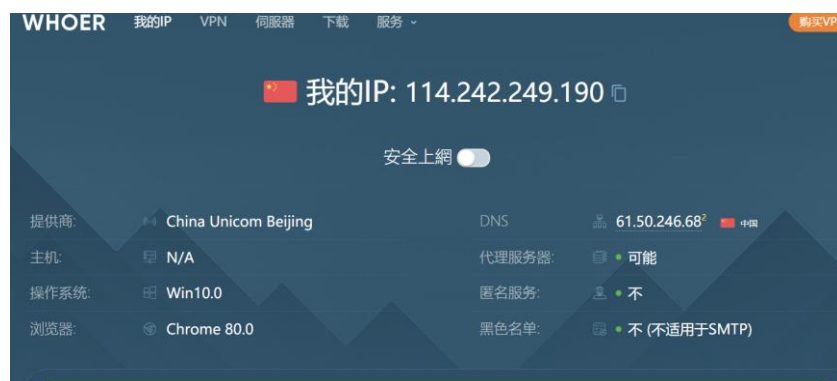 WHOER 我的IP VPN 伺服器 下载 服务 购买VP
我的IP: 114.242.249.190
安全上網
提供商: China Unicom Beijing DNS 61.50.246.68² 中国
主机: N/A 代理服务器: 可能
操作系统: Win10.0 匿名服务: 不
浏览器: Chrome 80.0 黑色名单: 不 (不适用于SMTP)